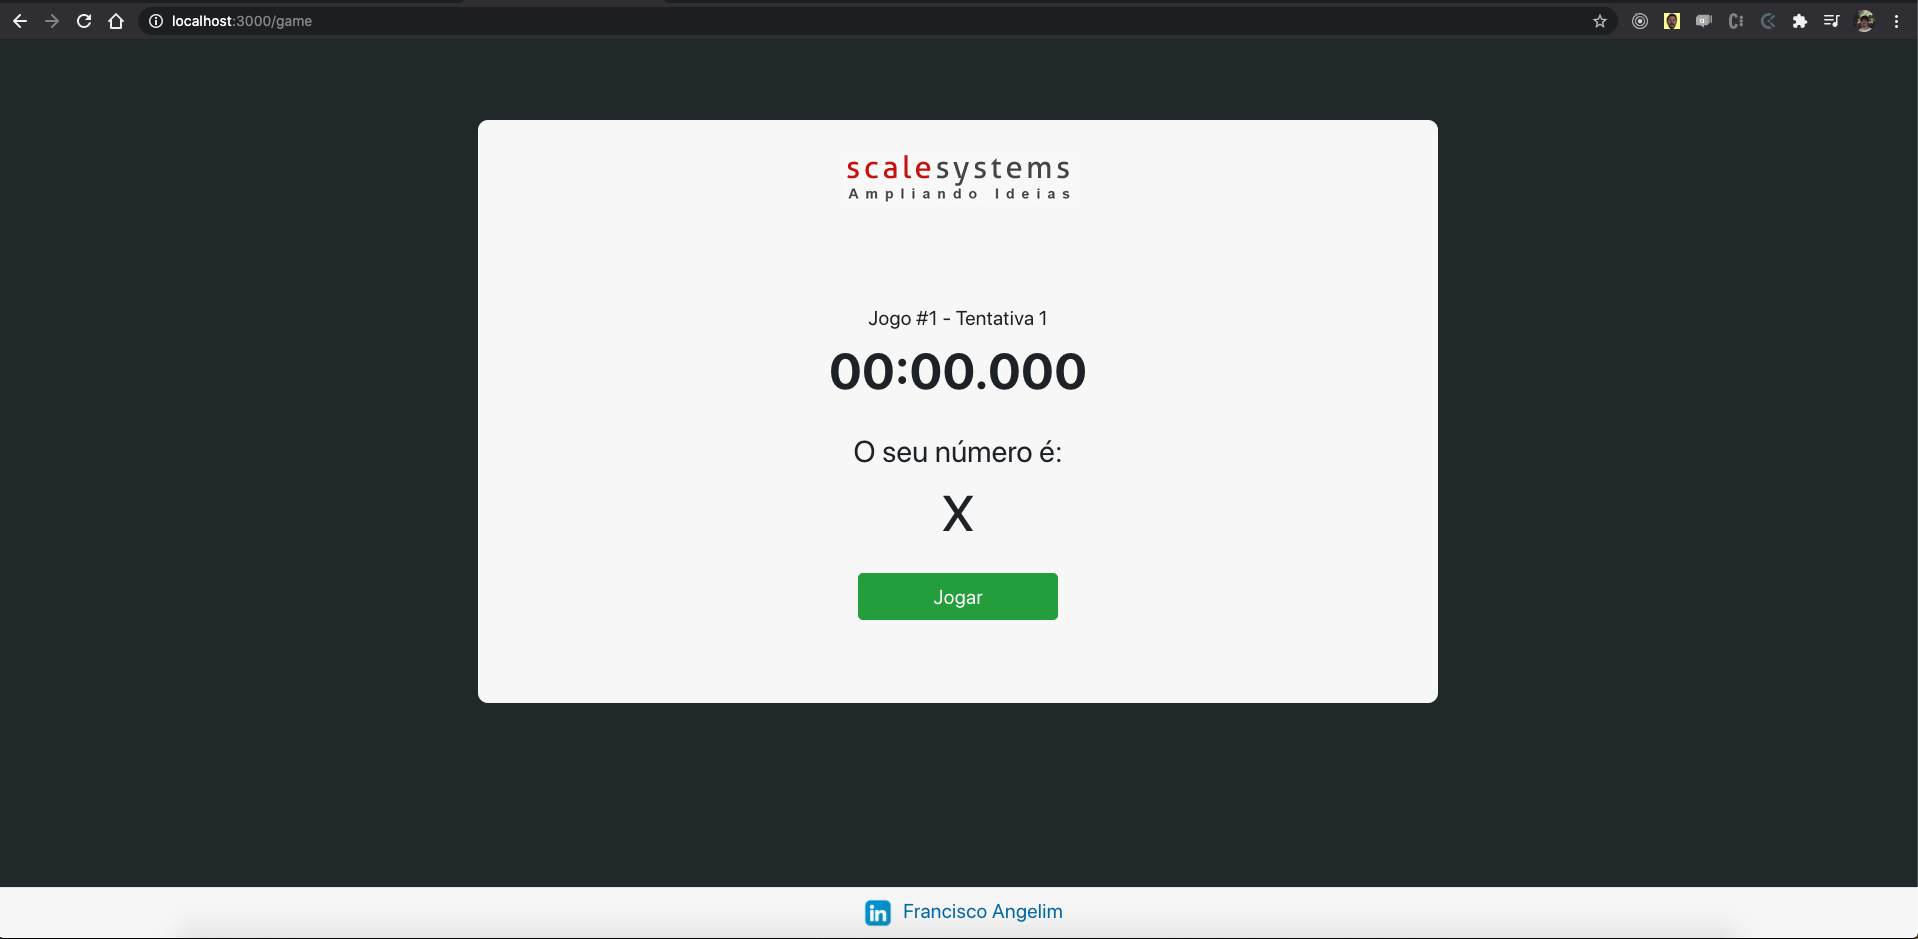 localhost:3000/game
scalesystems
Ampliando Ideias
Jogo #1 - Tentativa 1
00:00.000
O seu número é:
X
Jogar
in Francisco Angelim